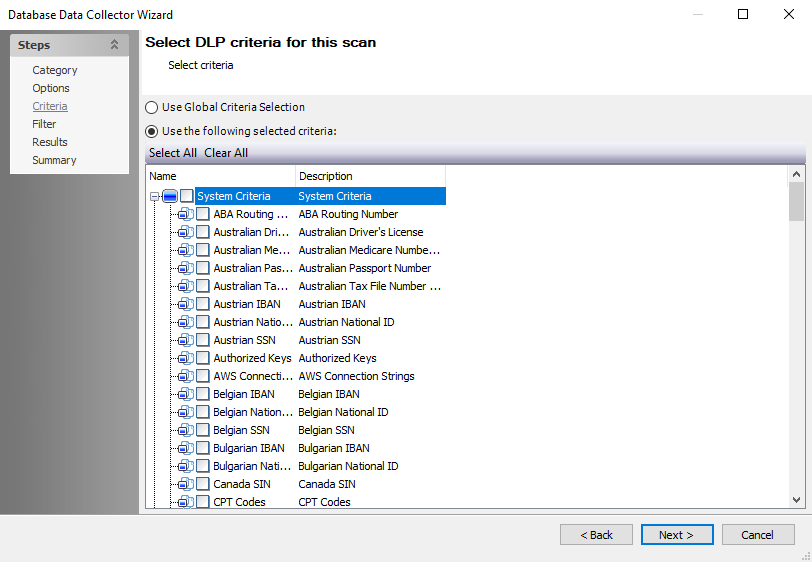 Database Data Collector Wizard
Steps
Category
Options
Criteria
Filter
Results
Summary
Select DLP criteria for this scan
Select criteria
Use Global Criteria Selection
Use the following selected criteria:
Select All Clear All
Name Description
System Criteria System Criteria
ABA Routing ... ABA Routing Number
Australian Dri... Australian Driver's License
Australian Me... Australian Medicare Numbe...
Australian Pas... Australian Passport Number
Australian Ta... Australian Tax File Number ...
Austrian IBAN Austrian IBAN
Austrian Natio... Austrian National ID
Austrian SSN Austrian SSN
Authorized Keys Authorized Keys
AWS Connecti... AWS Connection Strings
Belgian IBAN Belgian IBAN
Belgian Nation... Belgian National ID
Belgian SSN Belgian SSN
Bulgarian IBAN Bulgarian IBAN
Bulgarian Nati... Bulgarian National ID
Canada SIN Canada SIN
CPT Codes CPT Codes
< Back Next > Cancel